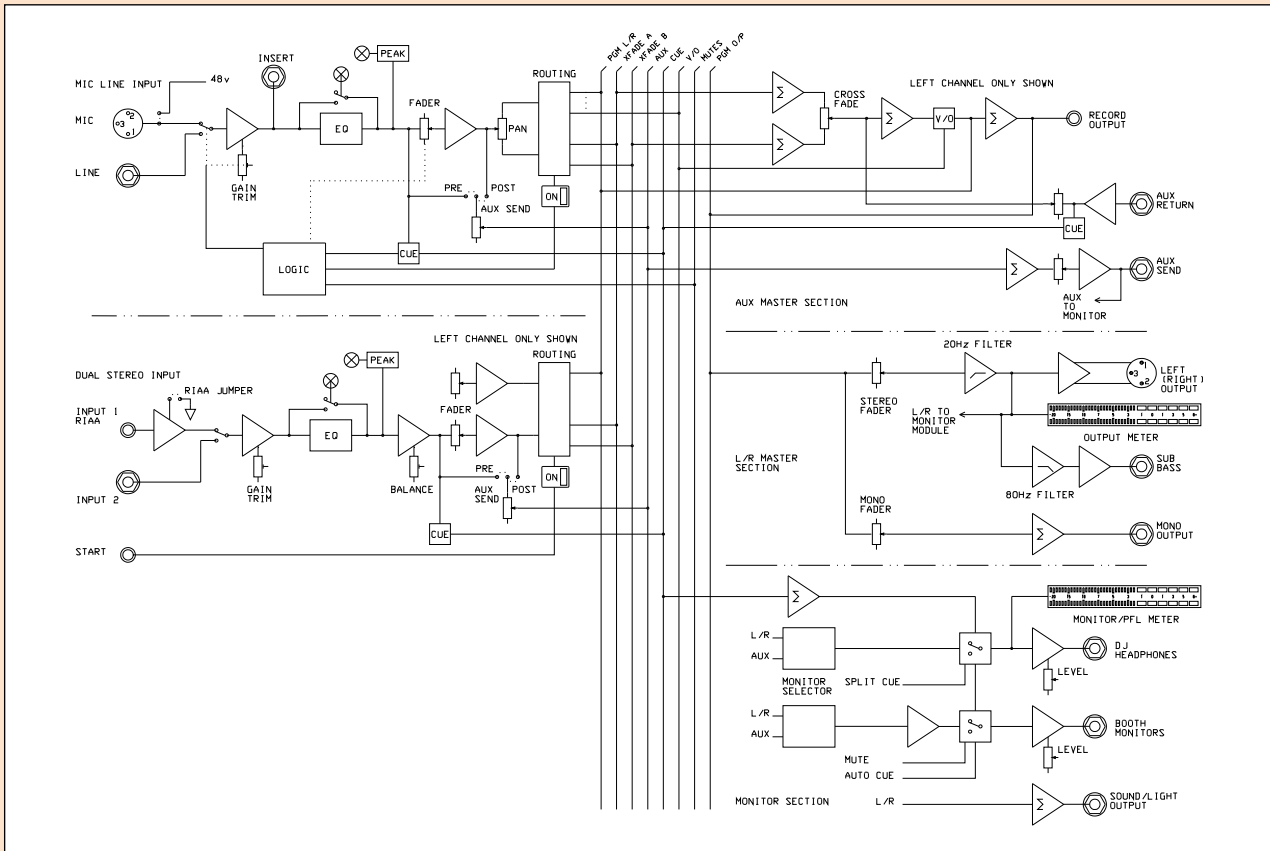 PGM L/R
XFADE A
XFADE B
AUX
CUE
V/O
MUTES
PGM O/P
MIC LINE INPUT
48v
INSERT
PEAK
ROUTING
MIC
2
3
1
FADER
EQ
PAN
LINE
GAIN
TRIM
PRE
POST
ON
AUX SEND
CUE
LOGIC
LEFT CHANNEL ONLY SHOWN
CROSS
FADE
Σ
Σ
Σ
V/O
Σ
RECORD
OUTPUT
AUX
RETURN
CUE
Σ
AUX
SEND
AUX
TO
MONITOR
AUX MASTER SECTION
LEFT CHANNEL ONLY SHOWN
ROUTING
PEAK
DUAL STEREO INPUT
RIAA JUMPER
INPUT 1
RIAA
FADER
EQ
INPUT 2
GAIN
TRIM
BALANCE
PRE
AUX
SEND
POST
ON
CUE
START
20Hz FILTER
1
3
2
LEFT
(RIGHT)
OUTPUT
STEREO
FADER
L/R TO
MONITOR
MODULE
OUTPUT METER
L/R MASTER
SECTION
SUB
BASS
80Hz FILTER
MONO
FADER
Σ
MONO
OUTPUT
Σ
MONITOR/PFL METER
L/R
AUX
MONITOR
SELECTOR
SPLIT CUE
DJ
HEADPHONES
LEVEL
L/R
AUX
BOOTH
MONITORS
LEVEL
MUTE
AUTO CUE
MONITOR SECTION
L/R
Σ
SOUND/LIGHT
OUTPUT